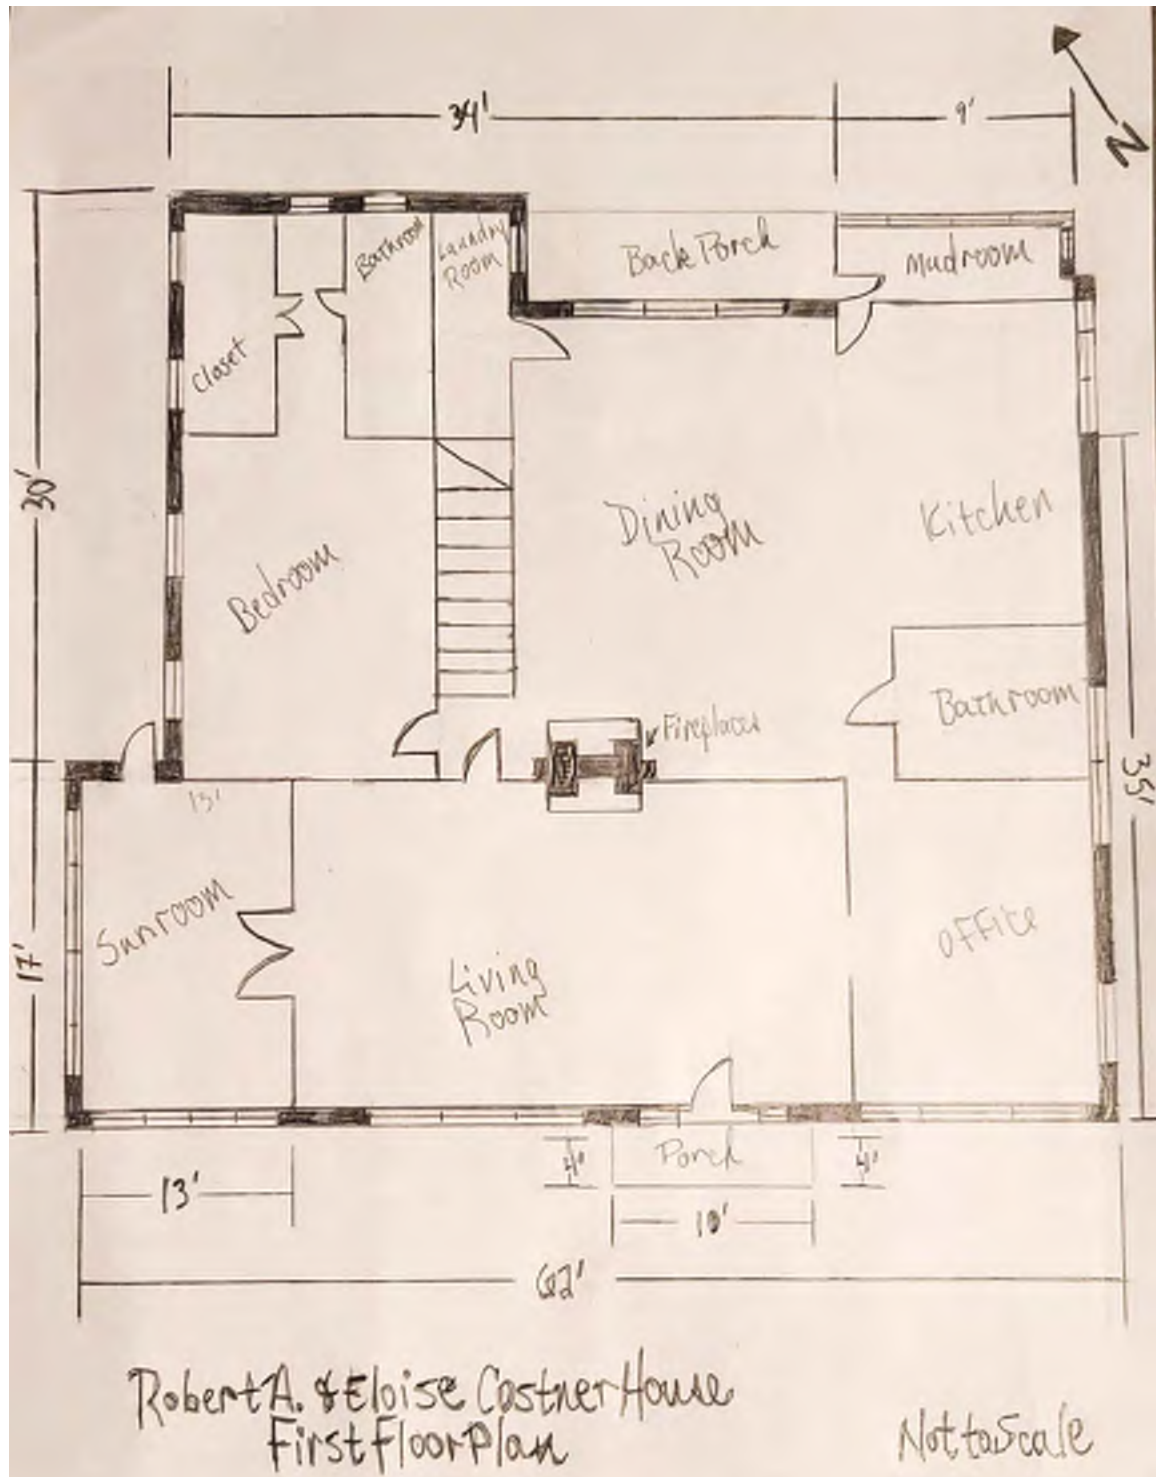 N
34'
9'
Bathroom
Laundry
Room
Back Porch
Mudroom
Closet
30'
Dining
Room
Kitchen
Bedroom
Bathroom
Fireplaces
35'
13'
Sunroom
Office
17'
Living
Room
4'
Porch
4'
13'
10'
62'
Robert A. & Eloise Costner House
First Floor Plan
Not to Scale